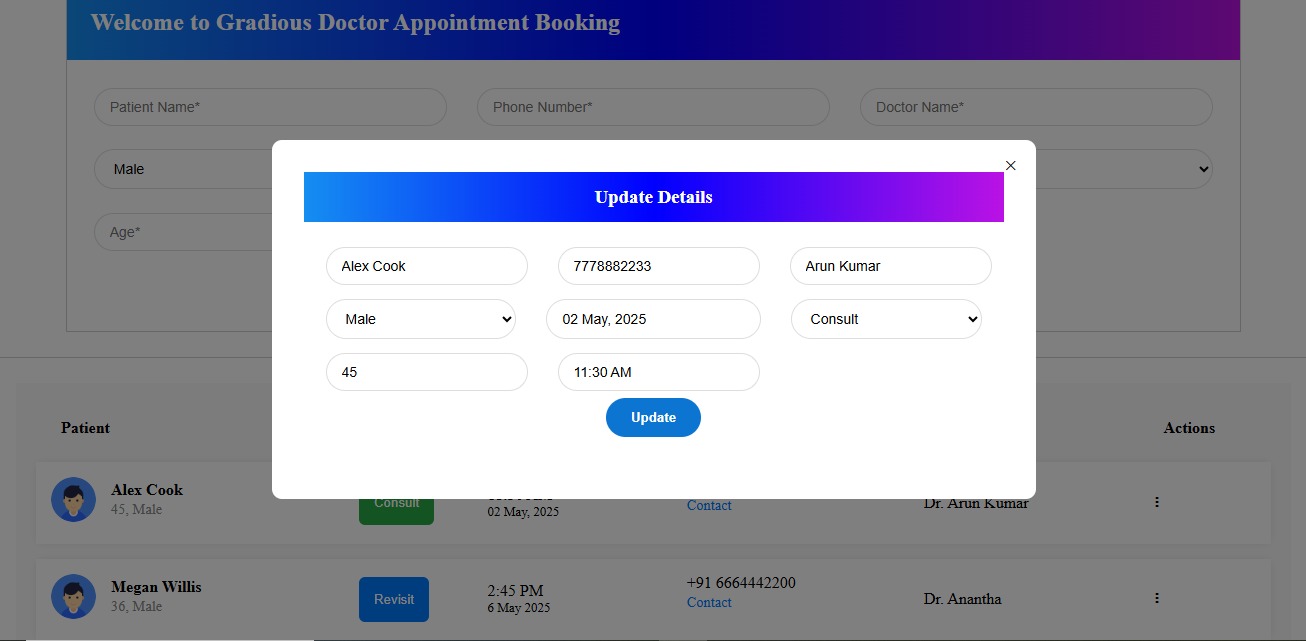 Welcome to Gradious Doctor Appointment Booking
Patient Name*
Phone Number*
Doctor Name*
Male
Age*
×
Update Details
Alex Cook
7778882233
Arun Kumar
Male
02 May, 2025
Consult
45
11:30 AM
Update
Patient
Actions
Alex Cook
45, Male
Consult
02 May, 2025
Contact
Dr. Arun Kumar
Megan Willis
36, Male
Revisit
2:45 PM
6 May 2025
+91 6664442200
Contact
Dr. Anantha